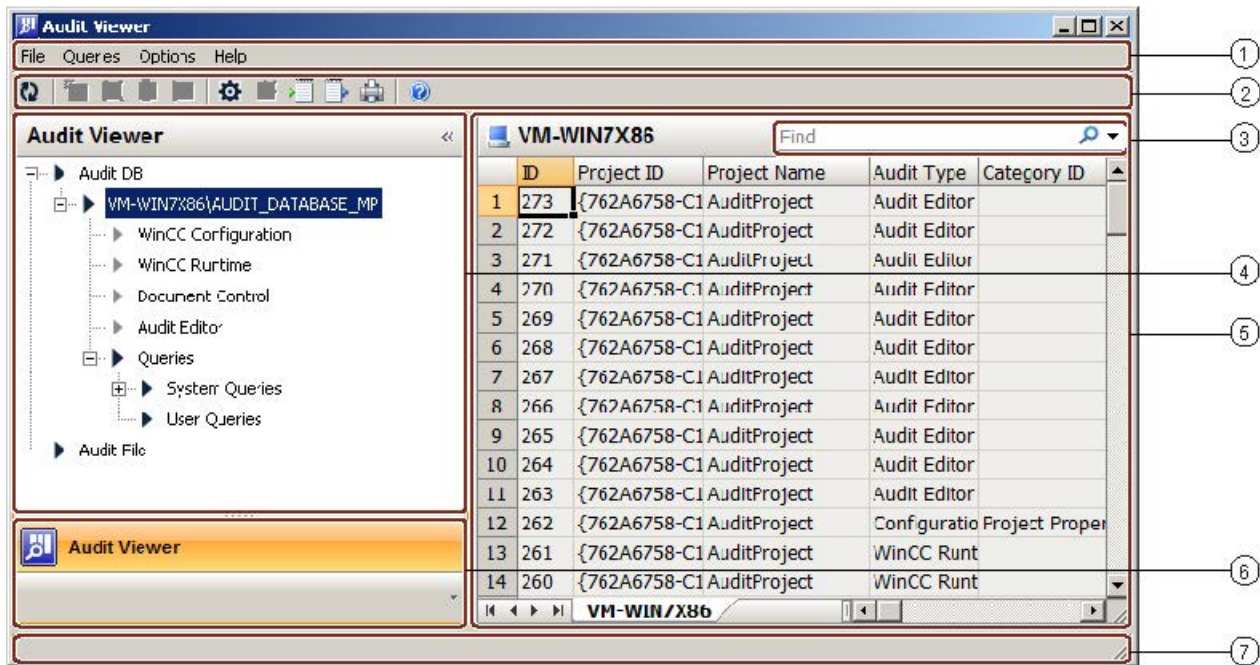 Audit Viewer
File Queries Options Help
1
2
Audit Viewer «
VM-WIN7X86 Find
3
Audit DB
VM-WIN7X86\AUDIT_DATABASE_MP
WinCC Configuration
WinCC Runtime
Document Control
Audit Editor
Queries
System Queries
User Queries
Audit File
ID Project ID Project Name Audit Type Category ID
1 273 {762A6758-C1 AuditProject Audit Editor
2 272 {762A6758-C1 AuditProject Audit Editor
3 271 {762A6758-C1 AuditProject Audit Editor
4 270 {762A6758-C1 AuditProject Audit Editor
5 269 {762A6758-C1 AuditProject Audit Editor
6 268 {762A6758-C1 AuditProject Audit Editor
7 267 {762A6758-C1 AuditProject Audit Editor
8 266 {762A6758-C1 AuditProject Audit Editor
9 265 {762A6758-C1 AuditProject Audit Editor
10 264 {762A6758-C1 AuditProject Audit Editor
11 263 {762A6758-C1 AuditProject Audit Editor
12 262 {762A6758-C1 AuditProject Configuratio Project Proper
13 261 {762A6758-C1 AuditProject WinCC Runt
14 260 {762A6758-C1 AuditProject WinCC Runt
4
5
Audit Viewer
6
VM-WIN7X86
7